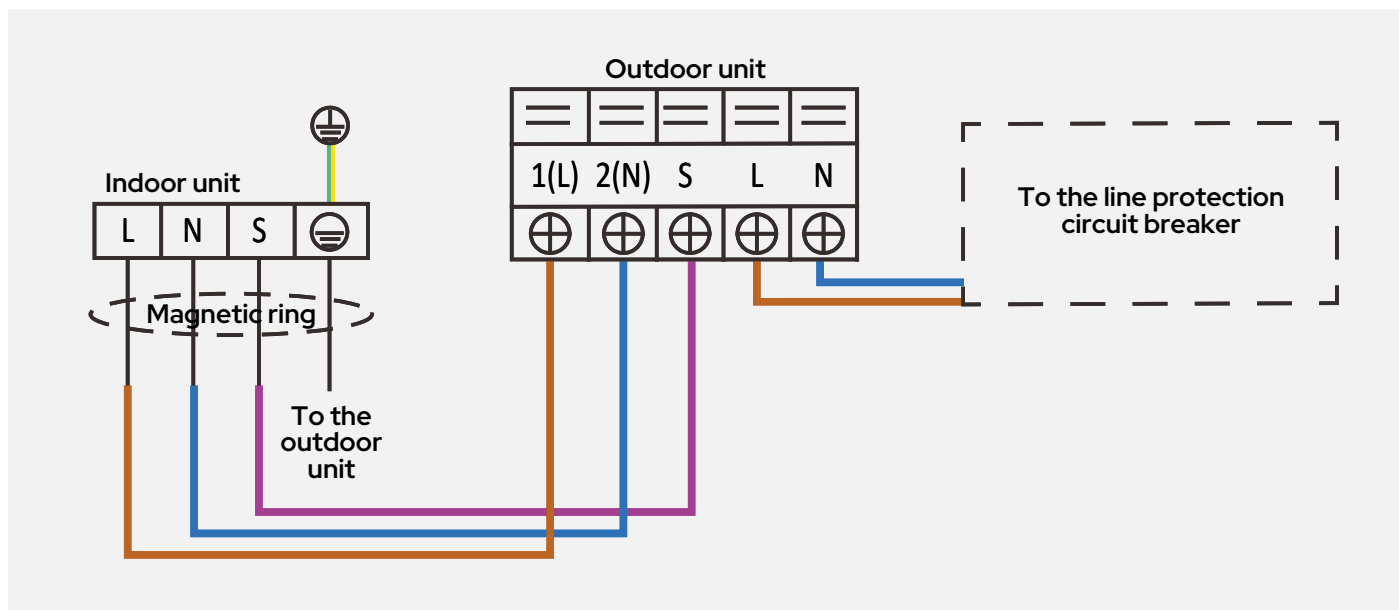 Outdoor unit
1(L) 2(N) S L N
Indoor unit
L N S
Magnetic ring
To the
outdoor
unit
To the line protection
circuit breaker